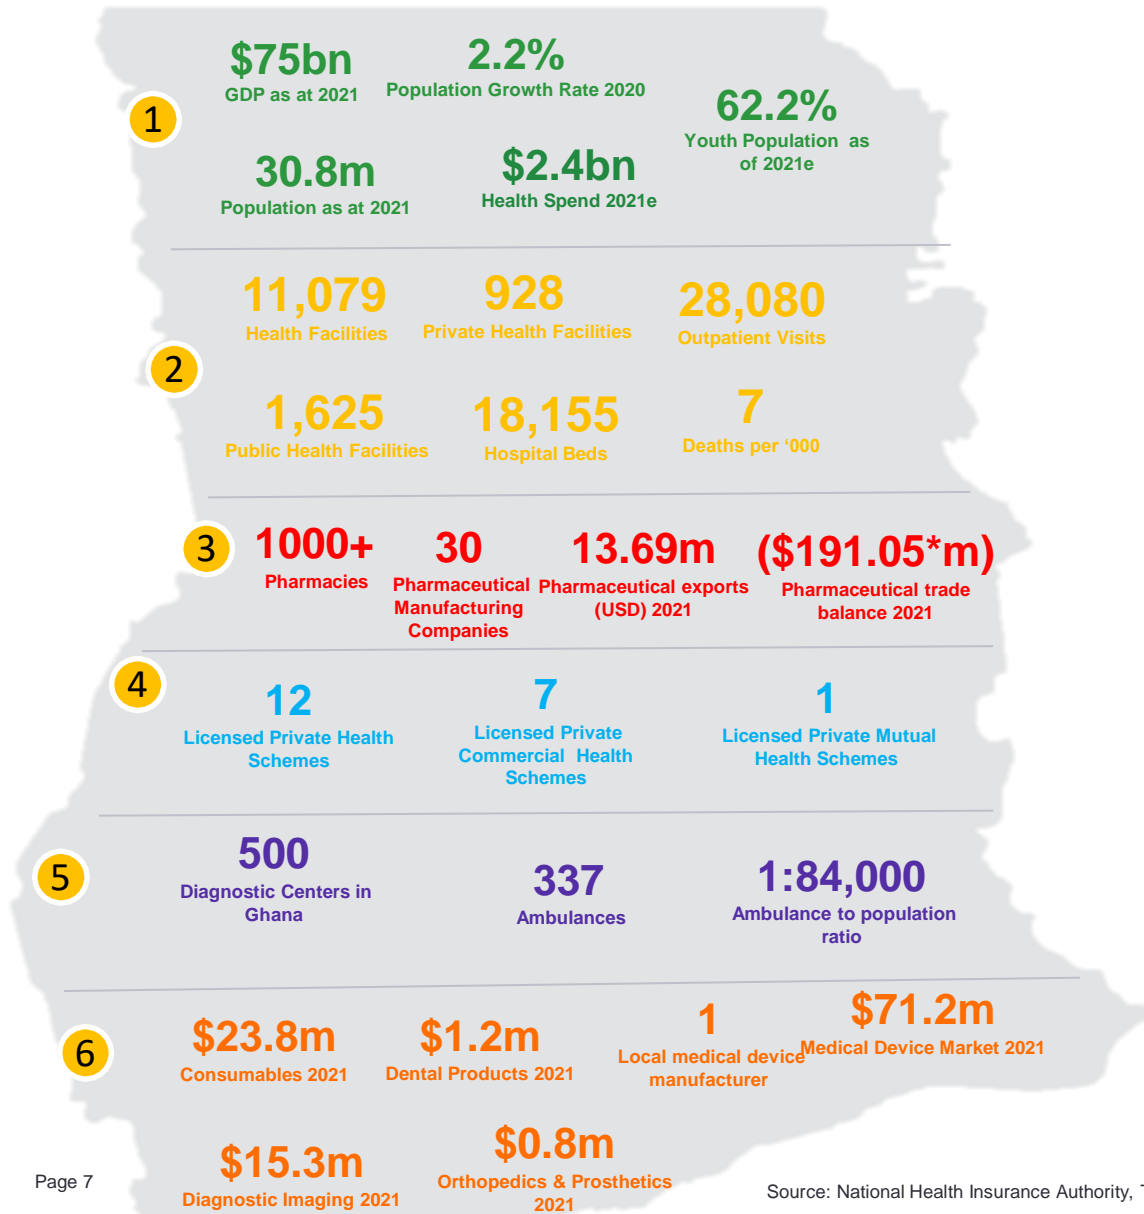 1
$75bn
GDP as at 2021
2.2%
Population Growth Rate 2020
62.2%
Youth Population as
of 2021e
30.8m
Population as at 2021
$2.4bn
Health Spend 2021e
2
11,079
Health Facilities
928
Private Health Facilities
28,080
Outpatient Visits
1,625
Public Health Facilities
18,155
Hospital Beds
7
Deaths per ‘000
3
1000+
Pharmacies
30
Pharmaceutical
Manufacturing
Companies
13.69m
Pharmaceutical exports
(USD) 2021
($191.05*m)
Pharmaceutical trade
balance 2021
4
12
Licensed Private Health
Schemes
7
Licensed Private
Commercial Health
Schemes
1
Licensed Private Mutual
Health Schemes
5
500
Diagnostic Centers in
Ghana
337
Ambulances
1:84,000
Ambulance to population
ratio
6
$23.8m
Consumables 2021
$1.2m
Dental Products 2021
1
Local medical device
manufacturer
$71.2m
Medical Device Market 2021
$15.3m
Diagnostic Imaging 2021
$0.8m
Orthopedics & Prosthetics
2021
Page 7
Source: National Health Insurance Authority,